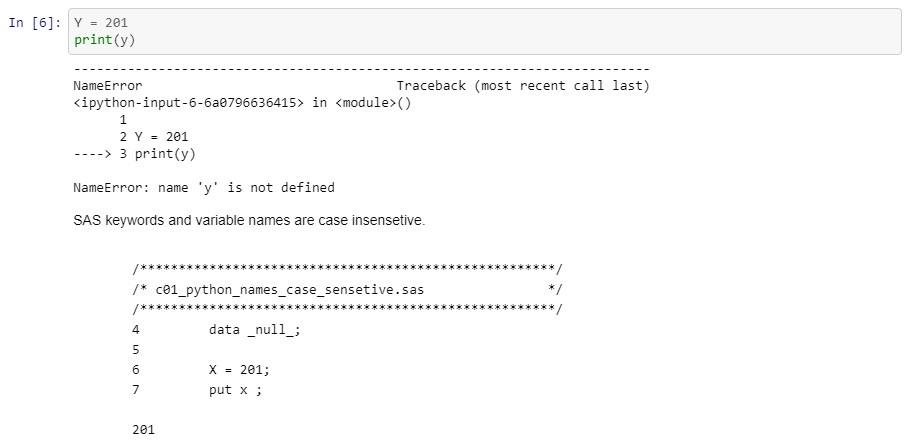 In [6]: Y = 201
print(y)
---------------------------------------------------------------------------
NameError                                 Traceback (most recent call last)
<ipython-input-6-6a0796636415> in <module>()
      1
      2 Y = 201
----> 3 print(y)
NameError: name 'y' is not defined
SAS keywords and variable names are case insensetive.
/******************************************************/
/* c01_python_names_case_sensetive.sas                */
/******************************************************/
4         data _null_;
5
6         X = 201;
7         put x ;
201